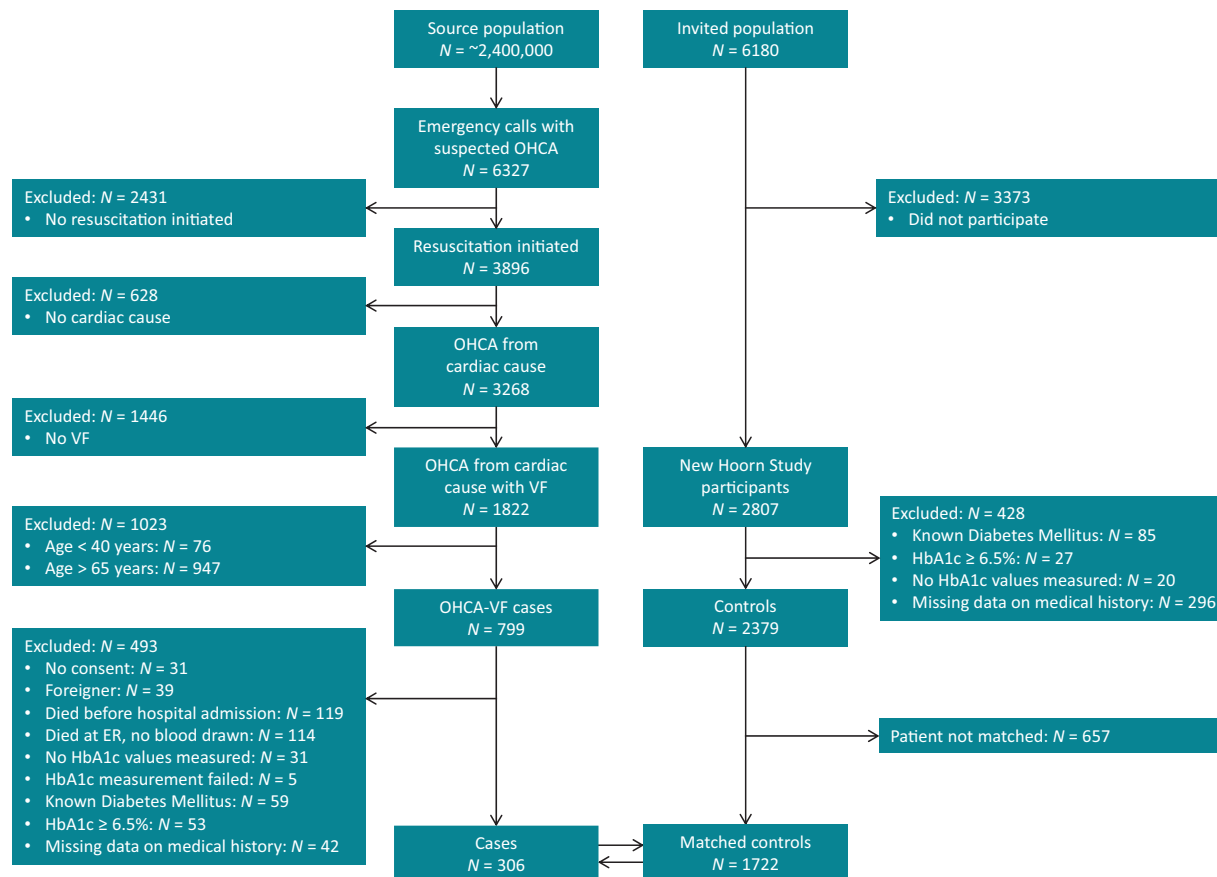 Source population
N = ~2,400,000
Invited population
N = 6180
Emergency calls with
suspected OHCA
N = 6327
Excluded: N = 2431
• No resuscitation initiated
Excluded: N = 3373
• Did not participate
Resuscitation initiated
N = 3896
Excluded: N = 628
• No cardiac cause
OHCA from
cardiac cause
N = 3268
Excluded: N = 1446
• No VF
OHCA from cardiac
cause with VF
N = 1822
New Hoorn Study
participants
N = 2807
Excluded: N = 1023
• Age < 40 years: N = 76
• Age > 65 years: N = 947
Excluded: N = 428
• Known Diabetes Mellitus: N = 85
• HbA1c ≥ 6.5%: N = 27
• No HbA1c values measured: N = 20
• Missing data on medical history: N = 296
OHCA-VF cases
N = 799
Controls
N = 2379
Excluded: N = 493
• No consent: N = 31
• Foreigner: N = 39
• Died before hospital admission: N = 119
• Died at ER, no blood drawn: N = 114
• No HbA1c values measured: N = 31
• HbA1c measurement failed: N = 5
• Known Diabetes Mellitus: N = 59
• HbA1c ≥ 6.5%: N = 53
• Missing data on medical history: N = 42
Patient not matched: N = 657
Cases
N = 306
Matched controls
N = 1722